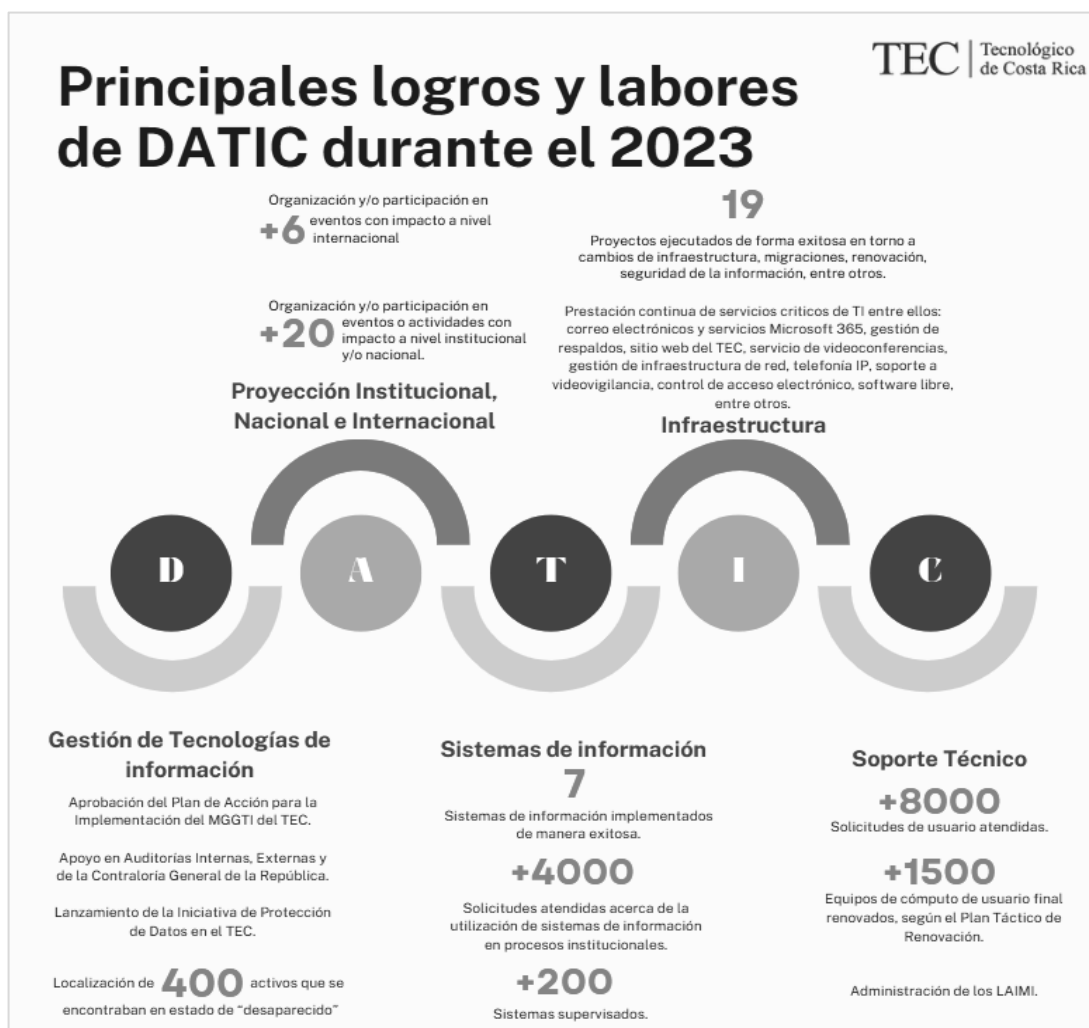 TEC | Tecnológico
de Costa Rica
Principales logros y labores
de DATIC durante el 2023
Organización y/o participación en
+6 eventos con impacto a nivel
internacional
Organización y/o participación en
+20 eventos o actividades con
impacto a nivel institucional
y/o nacional.
Proyección Institucional,
Nacional e Internacional
19
Proyectos ejecutados de forma exitosa en torno a
cambios de infraestructura, migraciones, renovación,
seguridad de la información, entre otros.
Prestación continua de servicios criticos de TI entre ellos:
correo electrónicos y servicios Microsoft 365, gestión de
respaldos, sitio web del TEC, servicio de videoconferencias,
gestión de infraestructura de red, telefonía IP, soporte a
videovigilancia, control de acceso electrónico, software libre,
entre otros.
Infraestructura
D A T I C
Gestión de Tecnologías de
información
Aprobación del Plan de Acción para la
Implementación del MGGTI del TEC.
Apoyo en Auditorías Internas, Externas y
de la Contraloría General de la República.
Lanzamiento de la Iniciativa de Protección
de Datos en el TEC.
Localización de 400 activos que se
encontraban en estado de “desaparecido”
Sistemas de información
7
Sistemas de información implementados
de manera exitosa.
+4000
Solicitudes atendidas acerca de la
utilización de sistemas de información
en procesos institucionales.
+200
Sistemas supervisados.
Soporte Técnico
+8000
Solicitudes de usuario atendidas.
+1500
Equipos de cómputo de usuario final
renovados, según el Plan Táctico de
Renovación.
Administración de los LAIMI.